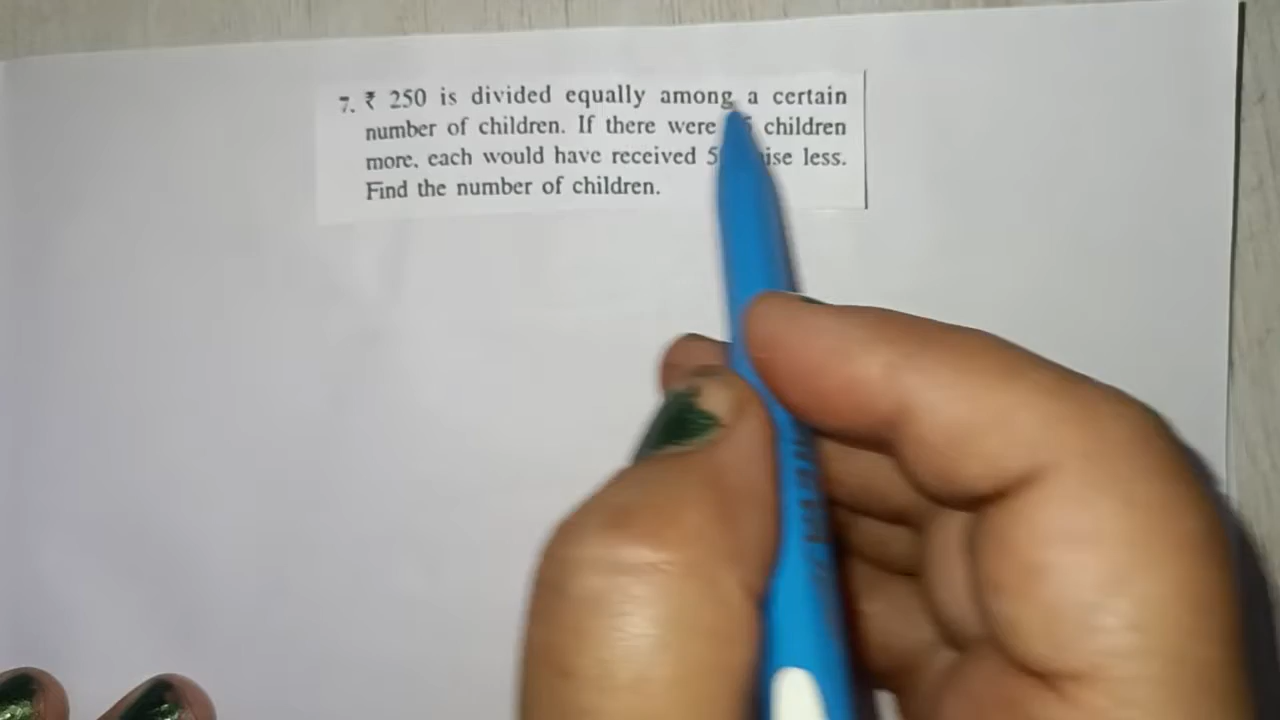 7. ₹ 250 is divided equally among a certain
number of children. If there were children
more, each would have received less.
Find the number of children.